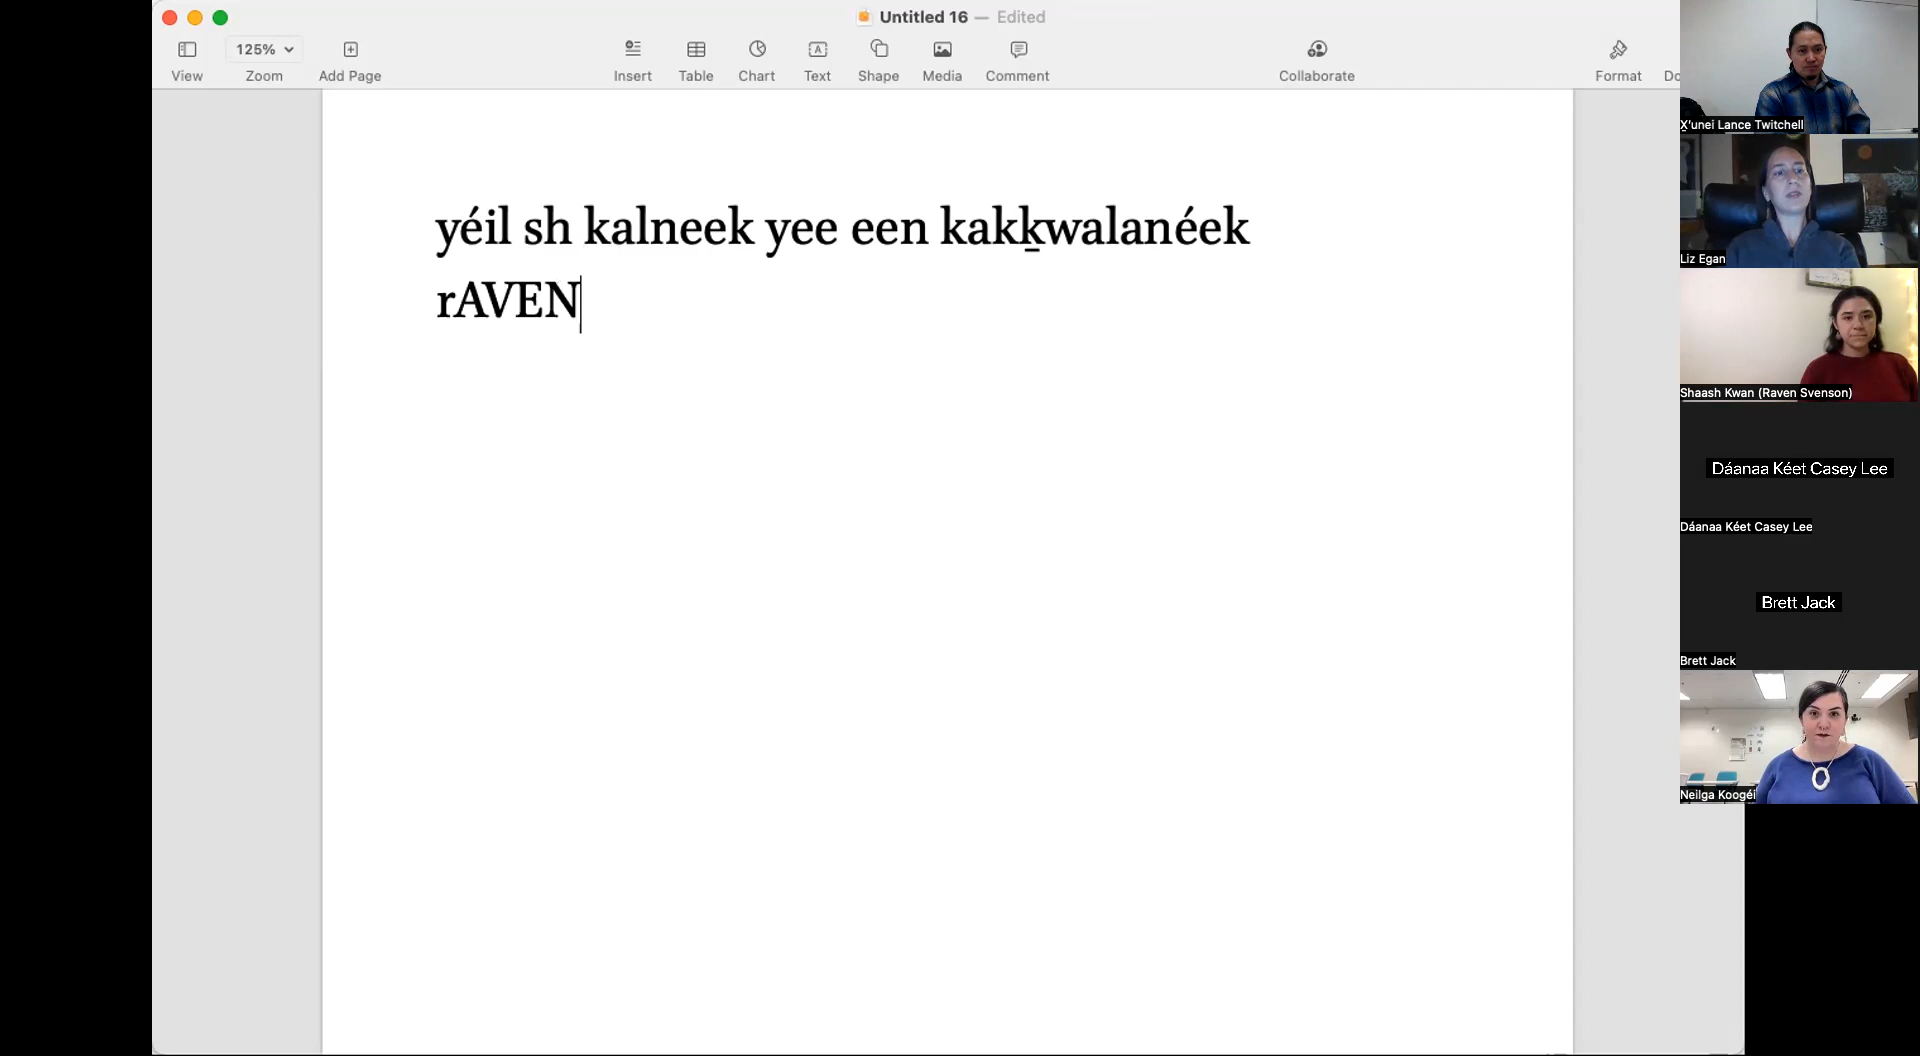 Untitled 16 — Edited
125%
View
Zoom
Add Page
Insert
Table
Chart
Text
Shape
Media
Comment
Collaborate
Format
Do
yéil sh kalneek yee een kakḵwalanéek
rAVEN
X̱'unei Lance Twitchell
Liz Egan
Shaash Kwan (Raven Svenson)
Dáanaa Kéet Casey Lee
Dáanaa Kéet Casey Lee
Brett Jack
Brett Jack
Neilga Koogéi